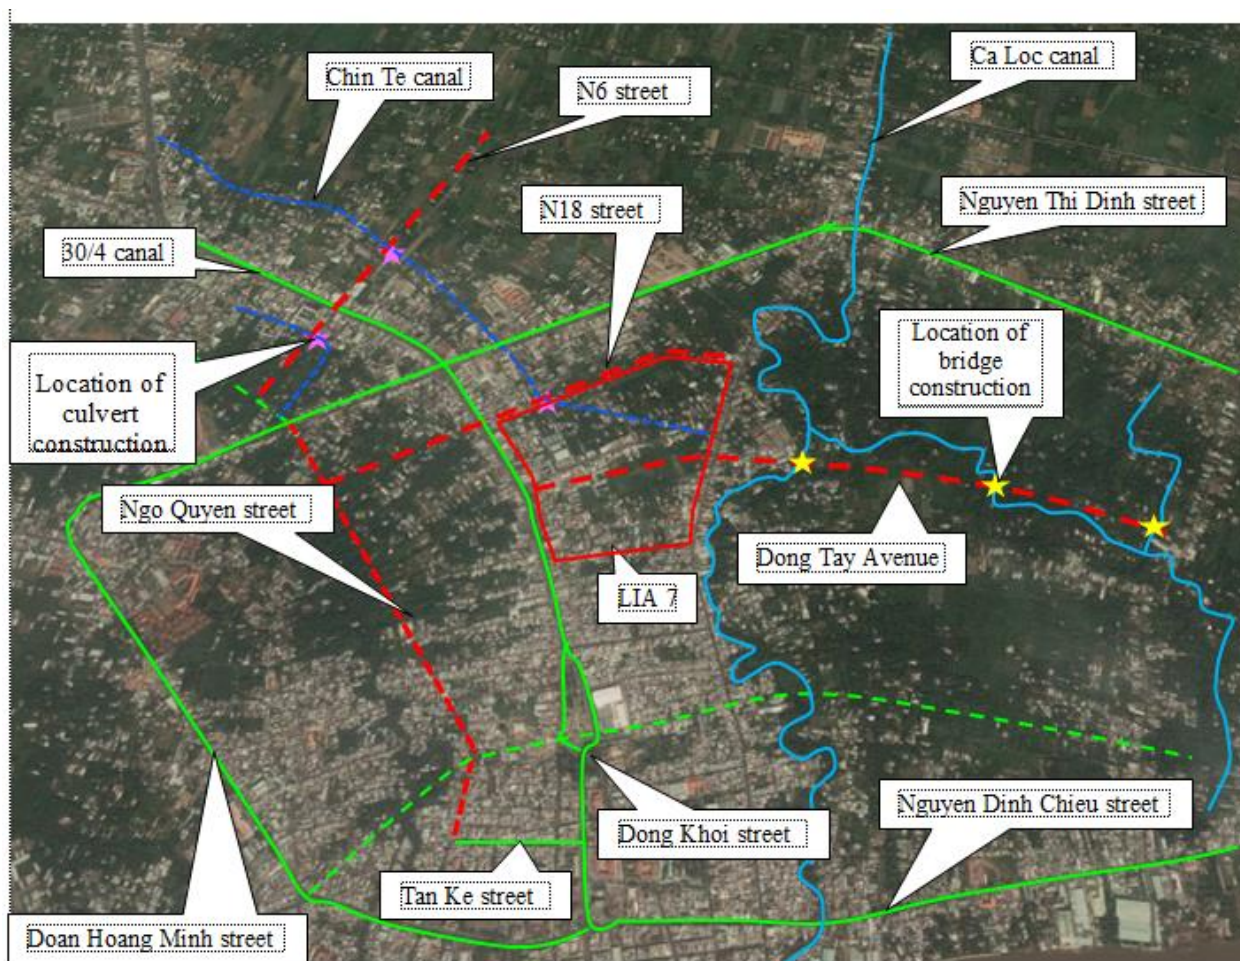 Chin Te canal
N6 street
Ca Loc canal
N18 street
Nguyen Thi Dinh street
30/4 canal
Location of
culvert
construction
Location of
bridge
construction
Ngo Quyen street
Dong Tay Avenue
LIA 7
Nguyen Dinh Chieu street
Dong Khoi street
Tan Ke street
Doan Hoang Minh street